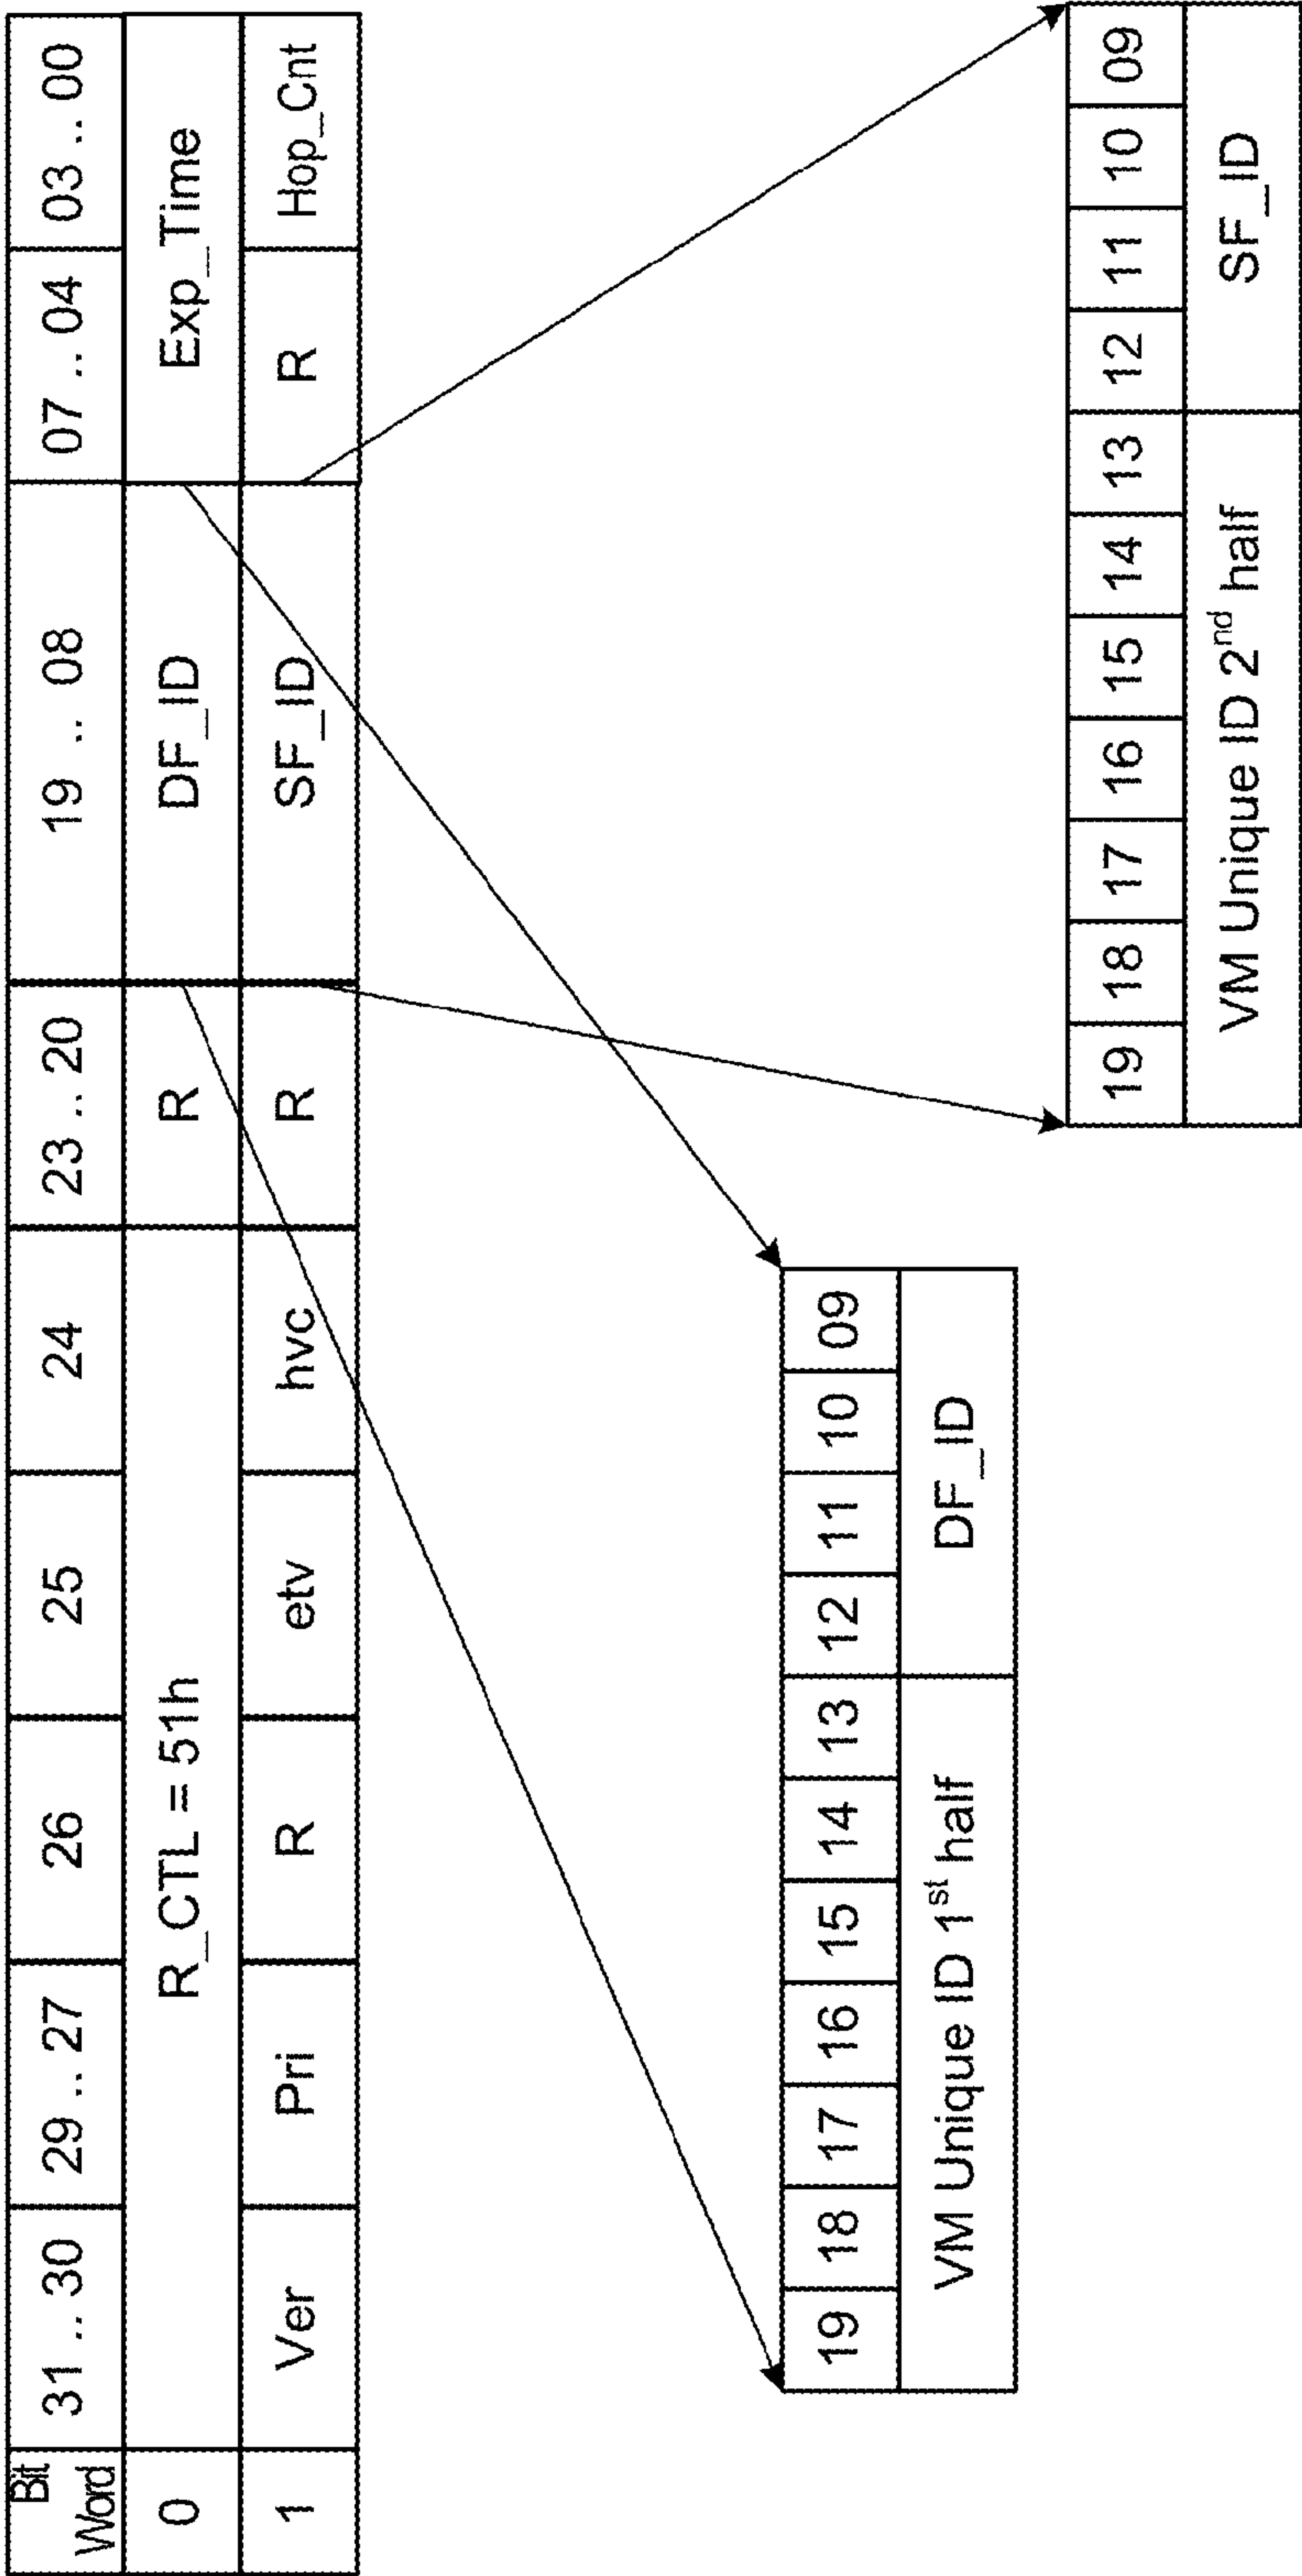 Bit
Word 31 .. 30 29 .. 27 26 25 24 23 .. 20 19 .. 08 07 .. 04 03 .. 00
0 R_CTL = 51h R DF_ID Exp_Time
1 Ver Pri R etv hvc R SF_ID R Hop_Cnt
19 18 17 16 15 14 13 12 11 10 09
VM Unique ID 1st half DF_ID
19 18 17 16 15 14 13 12 11 10 09
VM Unique ID 2nd half SF_ID